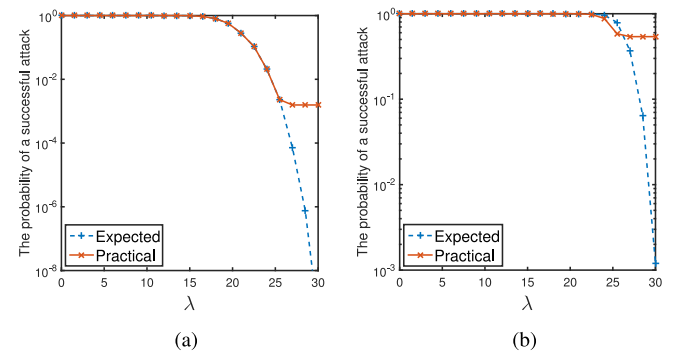 The probability of a successful attack
10^0
10^-2
10^-4
10^-6
10^-8
Expected
Practical
0 5 10 15 20 25 30
λ
(a)
The probability of a successful attack
10^0
10^-1
10^-2
10^-3
Expected
Practical
0 5 10 15 20 25 30
λ
(b)